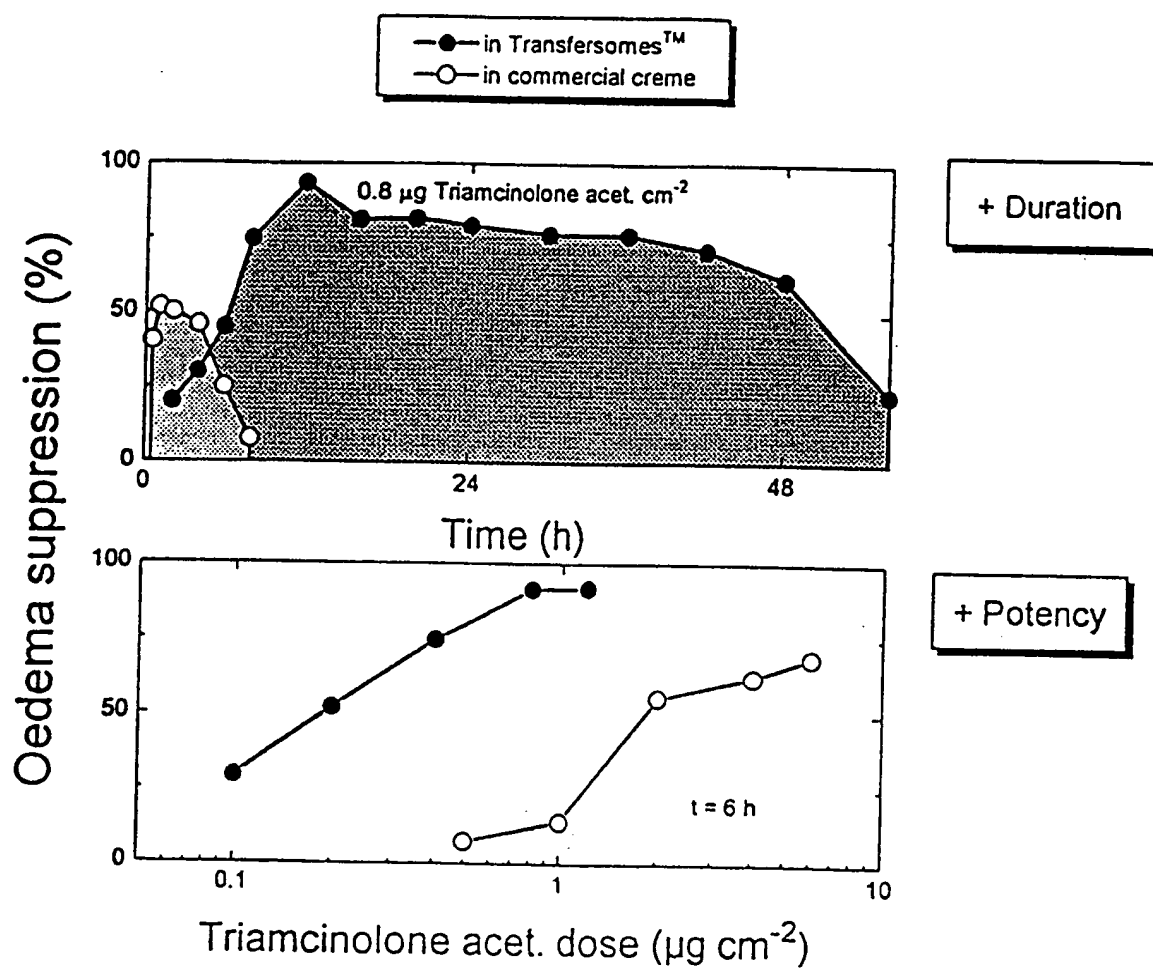 in Transfersomes™
in commercial creme
Oedema suppression (%)
100
50
0
0.8 µg Triamcinolone acet. cm⁻²
0
24
48
Time (h)
+ Duration
100
50
0
t = 6 h
0.1
1
10
Triamcinolone acet. dose (µg cm⁻²)
+ Potency